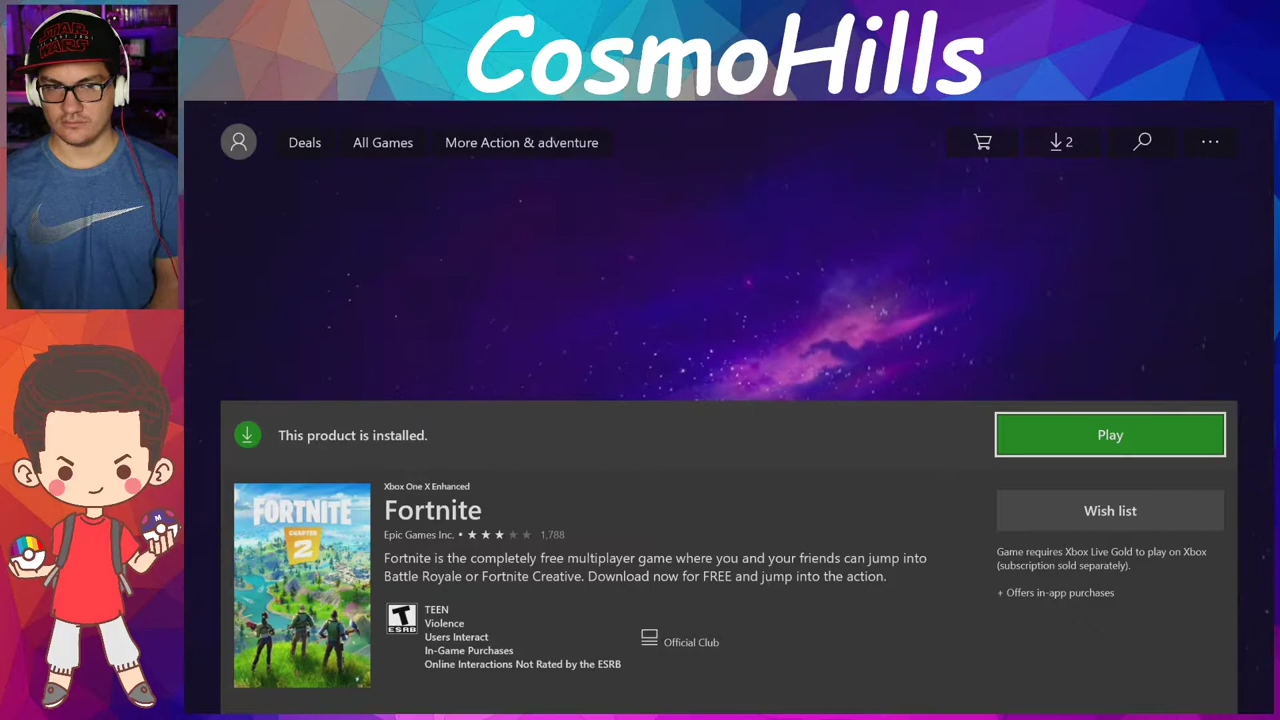 CosmoHills
STAR
WARS
Deals
All Games
More Action & adventure
2
This product is installed.
Play
Xbox One X Enhanced
Fortnite
Epic Games Inc. • 1,788
Fortnite is the completely free multiplayer game where you and your friends can jump into
Battle Royale or Fortnite Creative. Download now for FREE and jump into the action.
FORTNITE
CHAPTER
2
T
ESRB
TEEN
Violence
Users Interact
In-Game Purchases
Online Interactions Not Rated by the ESRB
Official Club
Wish list
Game requires Xbox Live Gold to play on Xbox
(subscription sold separately).
+ Offers in-app purchases
M